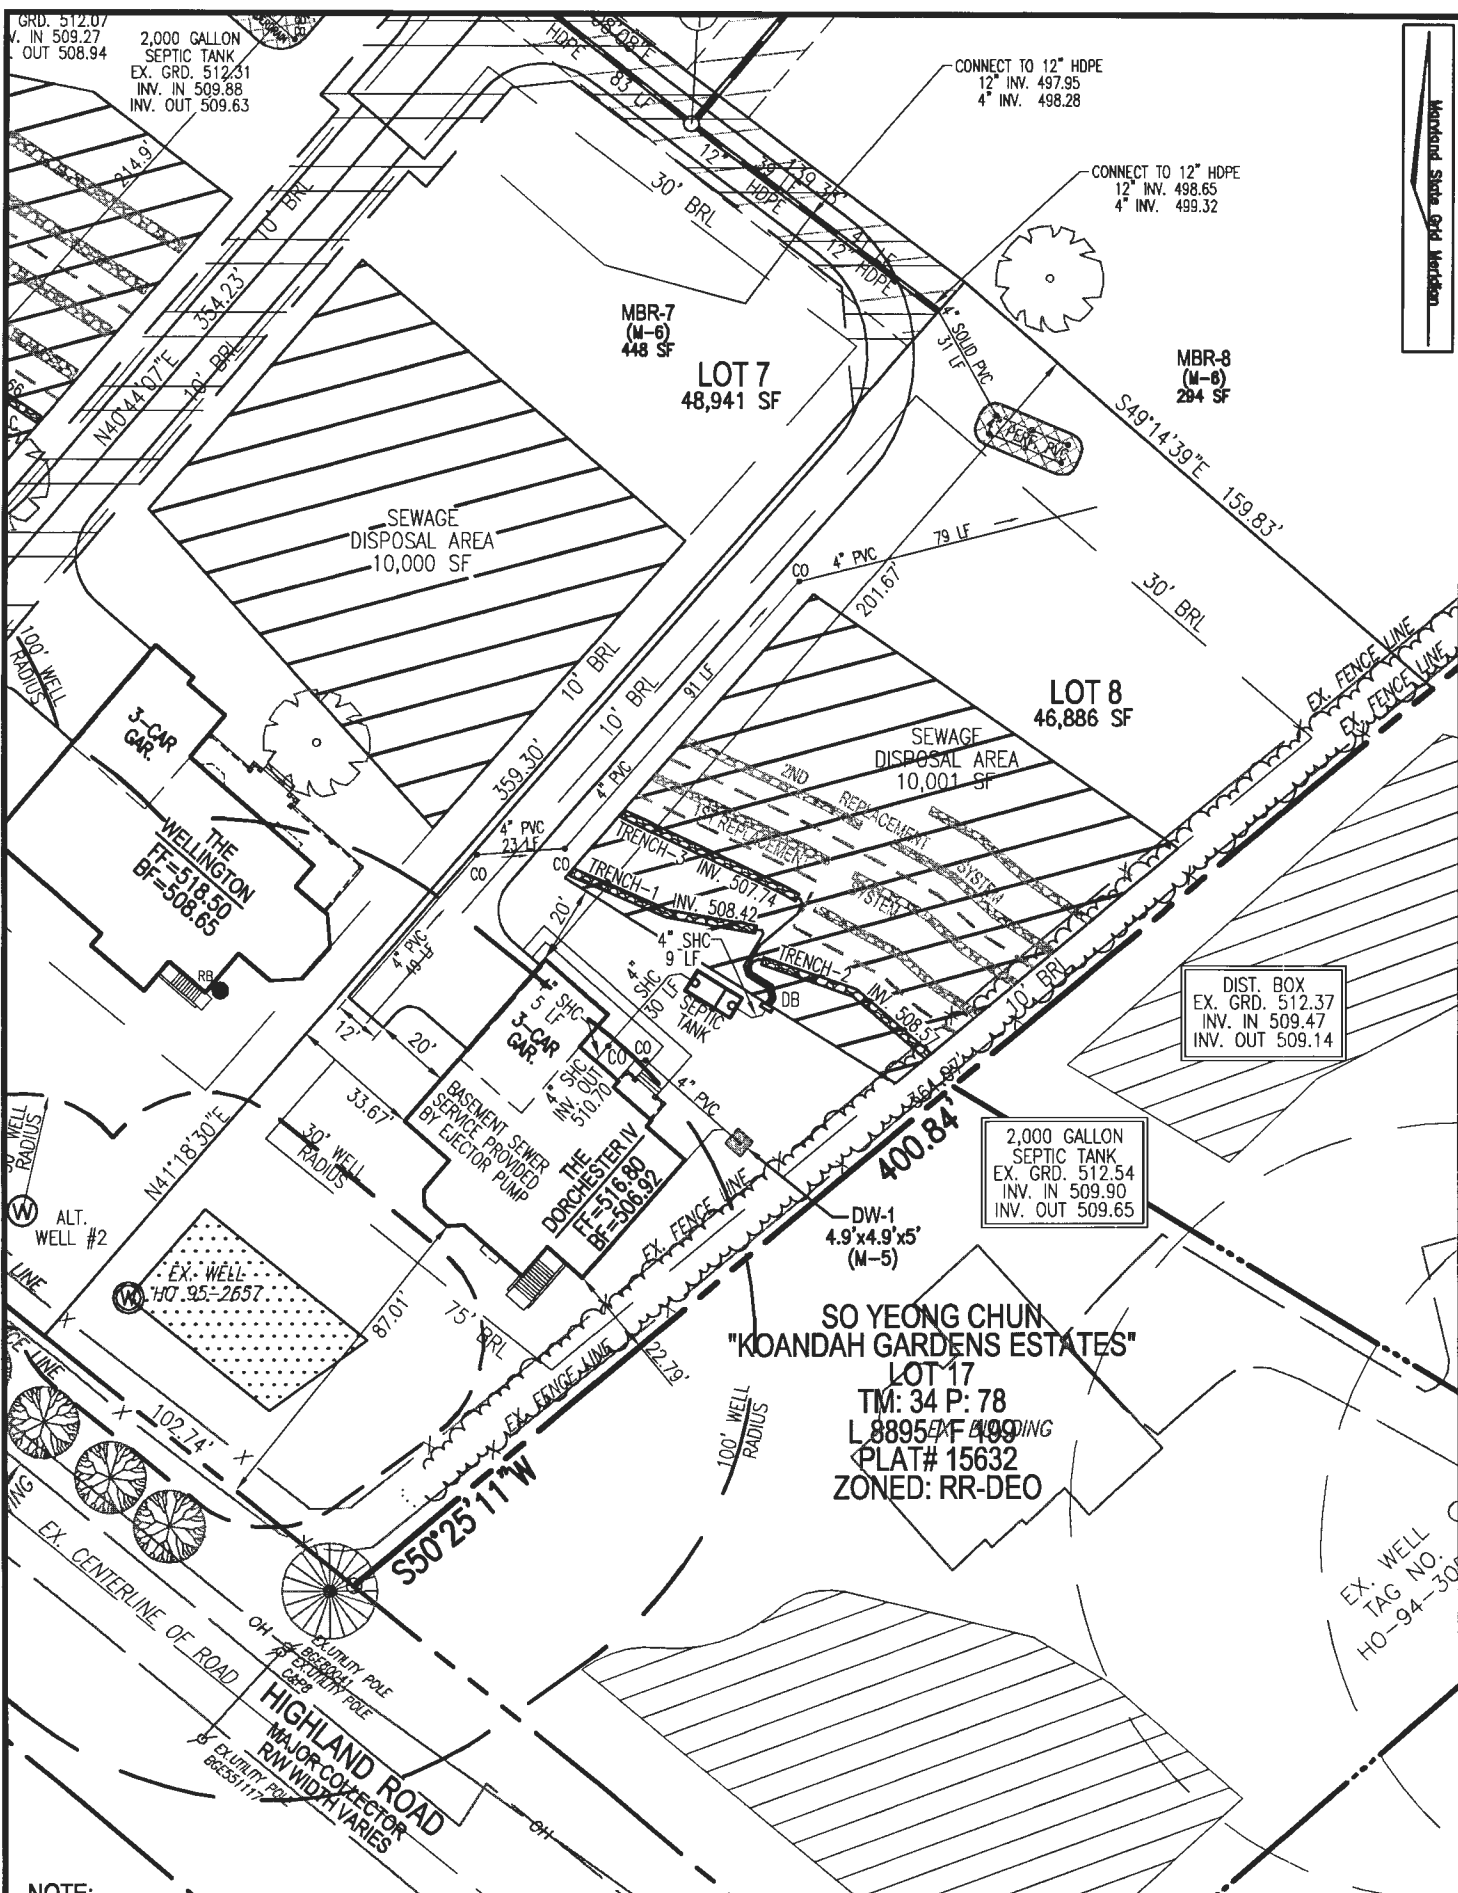 GRD. 512.07
V. IN 509.27
OUT 508.94
2,000 GALLON
SEPTIC TANK
EX. GRD. 512.31
INV. IN 509.88
INV. OUT 509.63
214.9'
HDPE
83 LF
CONNECT TO 12" HDPE
12" INV. 497.95
4" INV. 498.28
CONNECT TO 12" HDPE
12" INV. 498.65
4" INV. 499.32
Maryland State Grid Meridian
12" HDPE
39 LF
139.33'
12" HDPE
30' BRL
10' BRL
354.23'
N40°44'07"E
10' BRL
MBR-7
(M-6)
448 SF
LOT 7
48,941 SF
4" SOLID PVC
31 LF
4" PERF. PVC
MBR-8
(M-6)
294 SF
S49°14'39"E 159.83'
SEWAGE
DISPOSAL AREA
10,000 SF
CO
4" PVC
79 LF
201.67'
30' BRL
100' WELL
RADIUS
10' BRL
10' BRL
91 LF
4" PVC
359.30'
LOT 8
46,886 SF
EX. FENCE LINE
EX. FENCE LINE
3-CAR
GAR.
THE
WELLINGTON
FF=518.50
BF=508.65
RB
SEWAGE
DISPOSAL AREA
10,001 SF
2ND
REPLACEMENT
SYSTEM
1ST REPLACEMENT
SYSTEM
4" PVC
23 LF
CO
CO
TRENCH-3 INV. 507.74
TRENCH-1 INV. 508.42
TRENCH-2 INV. 508.57
20'
4" PVC
49 LF
4" SHC
9 LF
4" SHC
30 LF
SEPTIC
TANK
DB
10' BRL
DIST. BOX
EX. GRD. 512.37
INV. IN 509.47
INV. OUT 509.14
12'
20'
33.67'
4" SHC
5 LF
3-CAR
GAR.
CO
CO
4" SHC
INV. OUT
510.70
4" PVC
364.97'
400.84'
2,000 GALLON
SEPTIC TANK
EX. GRD. 512.54
INV. IN 509.90
INV. OUT 509.65
BASEMENT SEWER
SERVICE PROVIDED
BY EJECTOR PUMP
THE
DORCHESTER IV
FF=516.80
BF=506.92
WELL
RADIUS
30' WELL
RADIUS
N41°18'30"E
W
ALT.
WELL #2
EX. WELL
HO 95-2657
W
LINE
EX. FENCE LINE
DW-1
4.9'x4.9'x5'
(M-5)
87.01'
75' BRL
22.79'
EX. FENCE LINE
SO YEONG CHUN
"KOANDAH GARDENS ESTATES"
LOT 17
TM: 34 P: 78
L 8895 / F 199
EX. BUILDING
PLAT# 15632
ZONED: RR-DEO
100' WELL
RADIUS
LINE
102.74'
S50°25'11"W
EX. CENTERLINE OF ROAD
OH
EX.UTILITY POLE
EX.UTILITY POLE
C&P8
EX.UTILITY POLE
HIGHLAND ROAD
MAJOR COLLECTOR
R/W WIDTH VARIES
OH
EX. WELL
TAG NO.
NOTE: